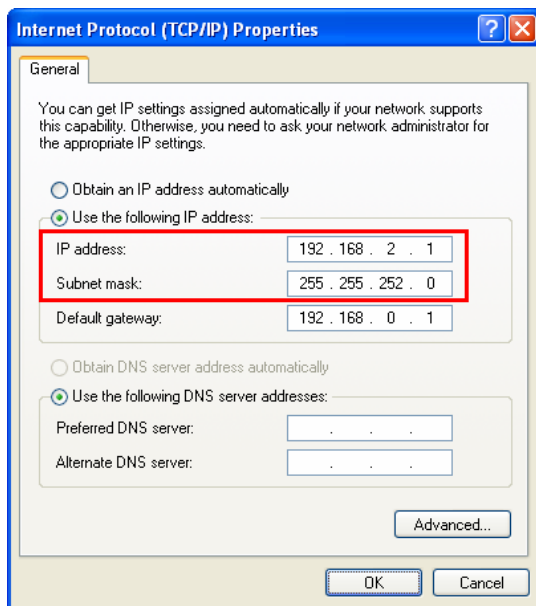 Internet Protocol (TCP/IP) Properties
General
You can get IP settings assigned automatically if your network supports
this capability. Otherwise, you need to ask your network administrator for
the appropriate IP settings.
Obtain an IP address automatically
Use the following IP address:
IP address: 192 . 168 . 2 . 1
Subnet mask: 255 . 255 . 252 . 0
Default gateway: 192 . 168 . 0 . 1
Obtain DNS server address automatically
Use the following DNS server addresses:
Preferred DNS server: . . .
Alternate DNS server: . . .
Advanced...
OK Cancel